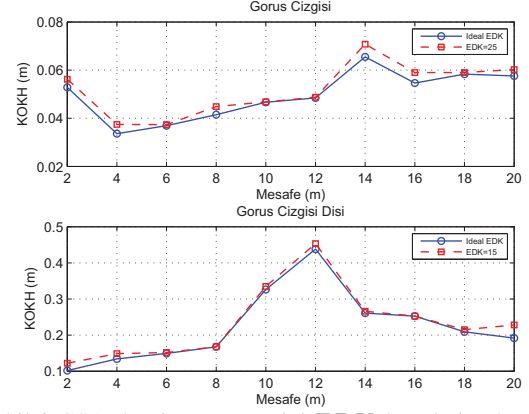 Gorus Cizgisi
KOKH (m)
0.08
0.06
0.04
0.02
Ideal EDK
EDK=25
2 4 6 8 10 12 14 16 18 20
Mesafe (m)
Gorus Cizgisi Disi
KOKH (m)
0.5
0.4
0.3
0.2
0.1
Ideal EDK
EDK=15
2 4 6 8 10 12 14 16 18 20
Mesafe (m)